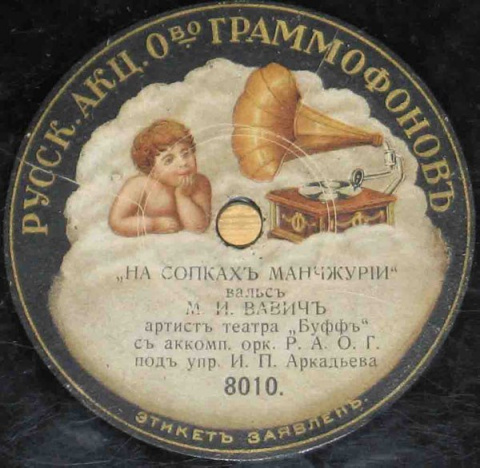 РУССК. АКЦ. О-ВО ГРАММОФОНОВЪ
„НА СОПКАХЪ МАНЧЖУРІИ“
вальсъ
М. И. ВАВИЧЪ
артистъ театра „Буффъ“
съ аккомп. орк. Р. А. О. Г.
подъ упр. И. П. Аркадьева
8010.
ЭТИКЕТЪ ЗАЯВЛЕНЪ.